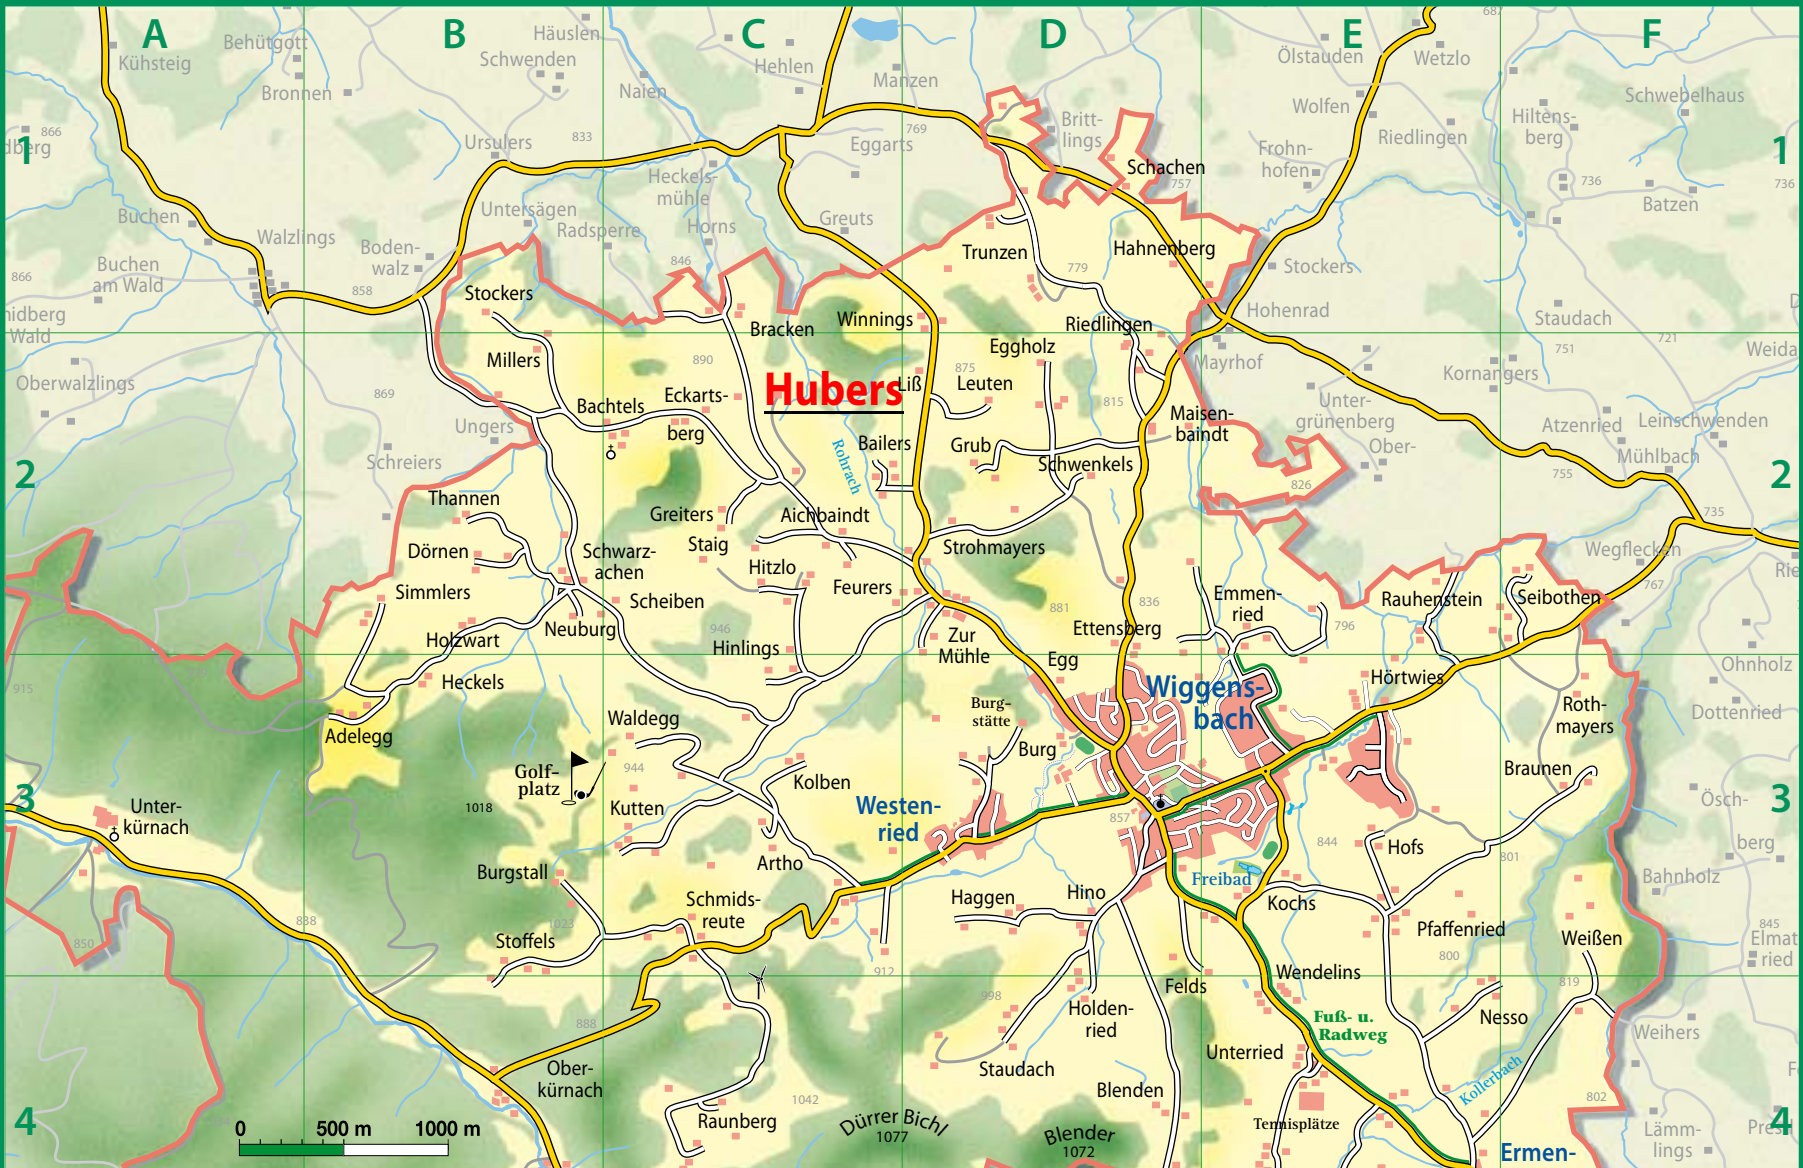 A
B
C
D
E
F
687
Kühsteig
Behütgott
Bronnen
Häuslen
Schwenden
Naien
Hehlen
Manzen
Ölstauden
Wetzlo
Wolfen
Schwebelhaus
1
866
dberg
Ursulers
833
769
Eggarts
Britt-
lings
Schachen
757
Frohn-
hofen
Riedlingen
Hiltens-
berg
1
736
736
Batzen
Buchen
Walzlings
Untersägen
Radsperre
Heckels-
mühle
Horns
Greuts
Boden-
walz
846
866
Buchen
am Wald
858
Trunzen
Hahnenberg
779
Stockers
Hohenrad
Stockers
nidberg
Wald
Bracken
Winnings
Riedlingen
Staudach
721
751
Weida
Oberwalzlings
869
Millers
890
Eggholz
875
Mayrhof
Kornangers
Hubers
Liß
Leuten
815
Bachtels
Eckarts-
berg
Maisen-
baindt
Unter-
grünenberg
Ober-
Atzenried
Leinschwenden
Mühlbach
Ungers
Schreiers
Rohrach
Bailers
Grub
Schwenkels
826
755
2
2
Thannen
Greiters
Aichbaindt
735
Dörnen
Schwarz-
achen
Staig
Strohmayers
Wegflecken
767
Rie
Simmlers
Hitzlo
Feurers
Scheiben
881
836
Emmen-
ried
Rauhenstein
Seibothen
796
Holzwart
Neuburg
946
Hinlings
Zur
Mühle
Ettensberg
Egg
Ohnholz
915
Heckels
Wiggens-
bach
Hörtwies
Waldegg
Burg-
stätte
Roth-
mayers
Dottenried
Adelegg
Burg
944
Golf-
platz
Kolben
Braunen
3
Unter-
kürnach
1018
Kutten
Westen-
ried
857
Ösch-
berg
3
Burgstall
Artho
844
Hofs
801
Freibad
Bahnholz
Schmids-
reute
Haggen
Hino
Kochs
838
850
1023
Stoffels
Pfaffenried
Weißen
845
Elmat
ried
912
800
Wendelins
819
998
Felds
Holden-
ried
Nesso
888
Fuß- u.
Radweg
Weihers
Staudach
Unterried
Ober-
kürnach
Blenden
Kollerbach
802
1042
4
0
500 m
1000 m
Raunberg
Dürrer Bichl
1077
Blender
1072
Tennisplätze
Ermen-
Lämm-
lings
4